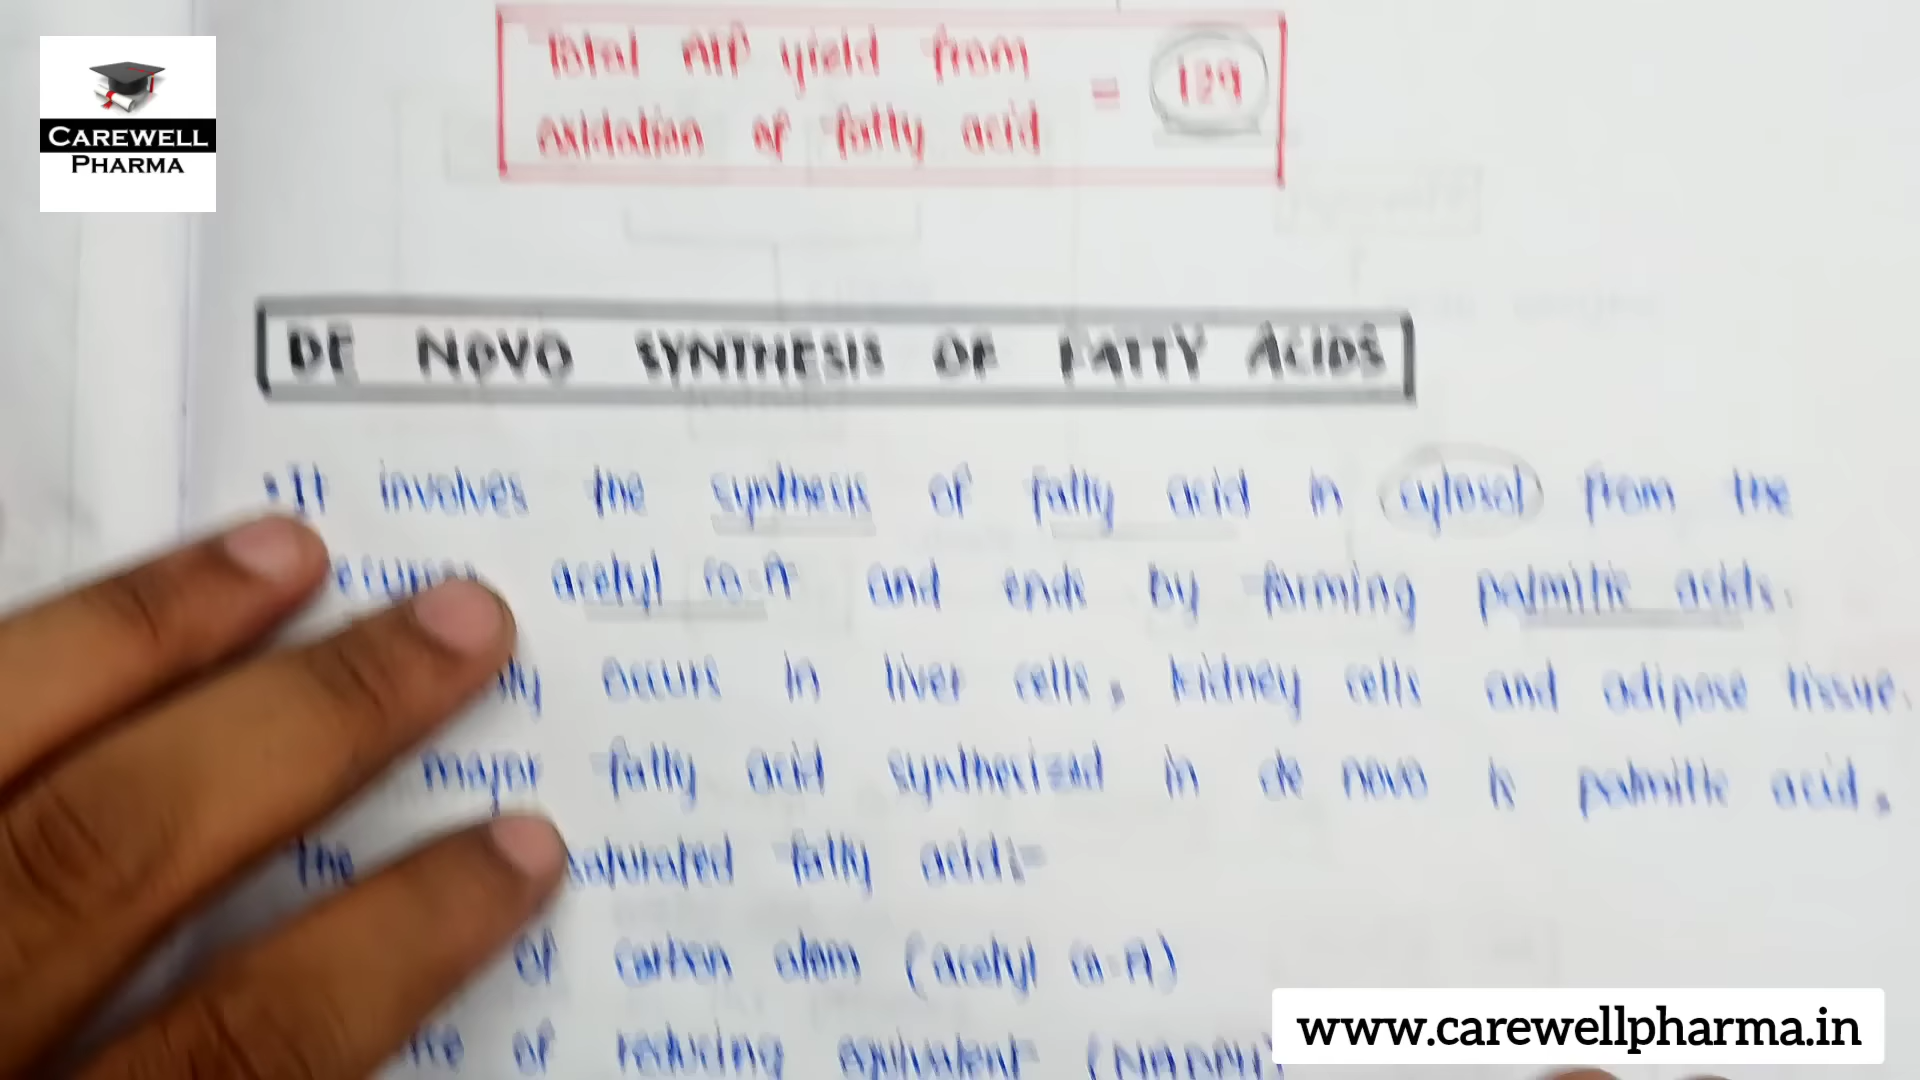 CAREWELL
PHARMA
Total ATP yield from
oxidation of fatty acid = 129
DE NOVO SYNTHESIS OF FATTY ACIDS
• It involves the synthesis of fatty acid in cytosol from the
acetyl co-A and ends by forming palmitic acids.
occurs in liver cells, kidney cells and adipose tissue.
major fatty acid synthesized in de novo is palmitic acid,
the saturated fatty acid:-
of carbon atom (acetyl co-A)
of reducing equivalent (NADPH)
www.carewellpharma.in